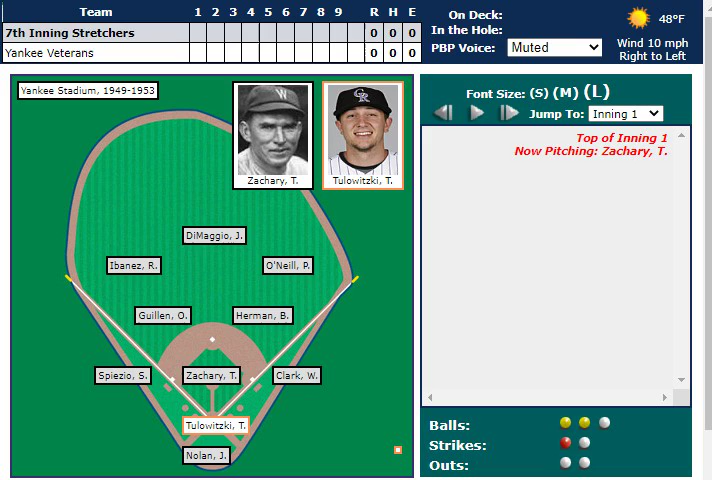 Team 1 2 3 4 5 6 7 8 9 R H E
7th Inning Stretchers 0 0 0
Yankee Veterans 0 0 0
On Deck:
In the Hole:
PBP Voice: Muted
48°F
Wind 10 mph
Right to Left
Yankee Stadium, 1949-1953
W
CR
Zachary, T.
Tulowitzki, T.
DiMaggio, J.
Ibanez, R.
O'Neill, P.
Guillen, O.
Herman, B.
Spiezio, S.
Zachary, T.
Clark, W.
Tulowitzki, T.
Nolan, J.
Font Size: (S) (M) (L)
Jump To: Inning 1
Top of Inning 1
Now Pitching: Zachary, T.
Balls:
Strikes:
Outs: